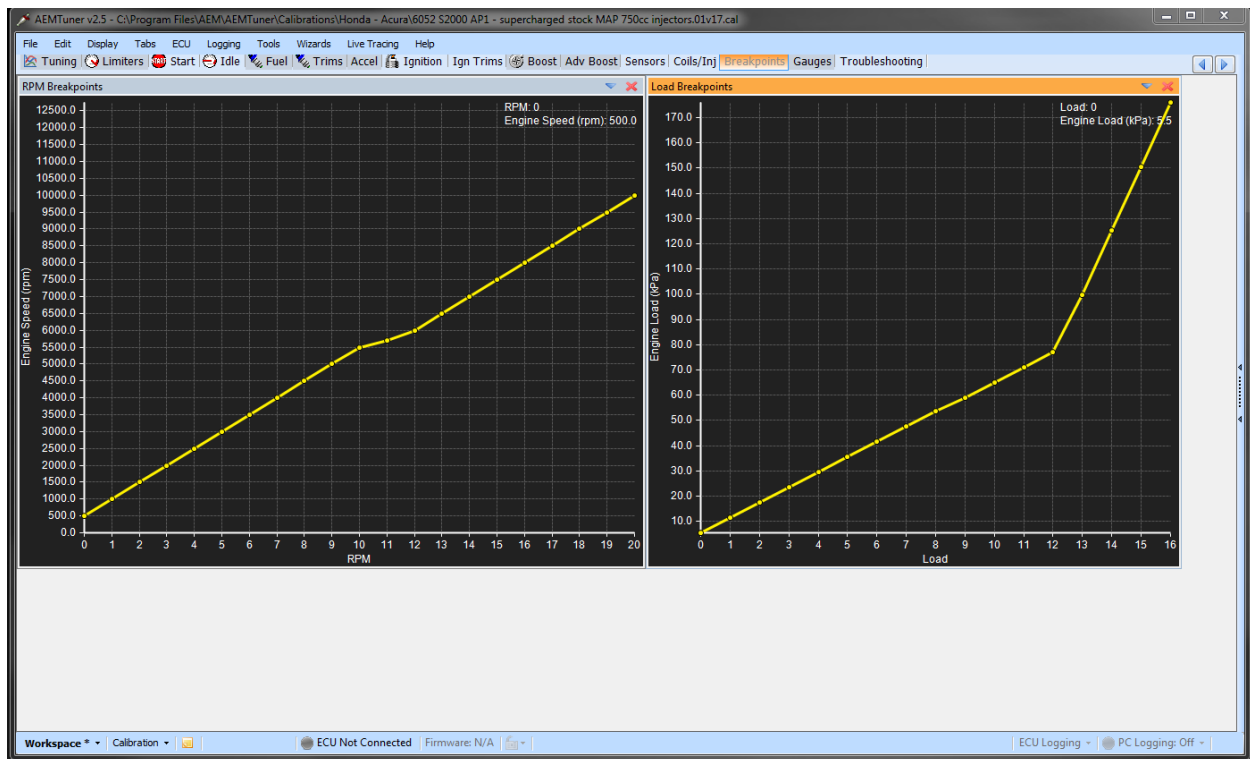 AEMTuner v2.5 - C:\Program Files\AEM\AEMTuner\Calibrations\Honda - Acura\6052 S2000 AP1 - supercharged stock MAP 750cc injectors.01v17.cal
File Edit Display Tabs ECU Logging Tools Wizards Live Tracing Help
Tuning Limiters START Start Idle Fuel Trims Accel Ignition Ign Trims Boost Adv Boost Sensors Coils/Inj Breakpoints Gauges Troubleshooting
RPM Breakpoints
RPM: 0
Engine Speed (rpm): 500.0
12500.0
12000.0
11500.0
11000.0
10500.0
10000.0
9500.0
9000.0
8500.0
8000.0
7500.0
7000.0
6500.0
6000.0
5500.0
5000.0
4500.0
4000.0
3500.0
3000.0
2500.0
2000.0
1500.0
1000.0
500.0
0.0
Engine Speed (rpm)
0 1 2 3 4 5 6 7 8 9 10 11 12 13 14 15 16 17 18 19 20
RPM
Load Breakpoints
Load: 0
Engine Load (kPa): 5.5
170.0
160.0
150.0
140.0
130.0
120.0
110.0
100.0
90.0
80.0
70.0
60.0
50.0
40.0
30.0
20.0
10.0
Engine Load (kPa)
0 1 2 3 4 5 6 7 8 9 10 11 12 13 14 15 16
Load
Workspace * Calibration ECU Not Connected Firmware: N/A ECU Logging PC Logging: Off